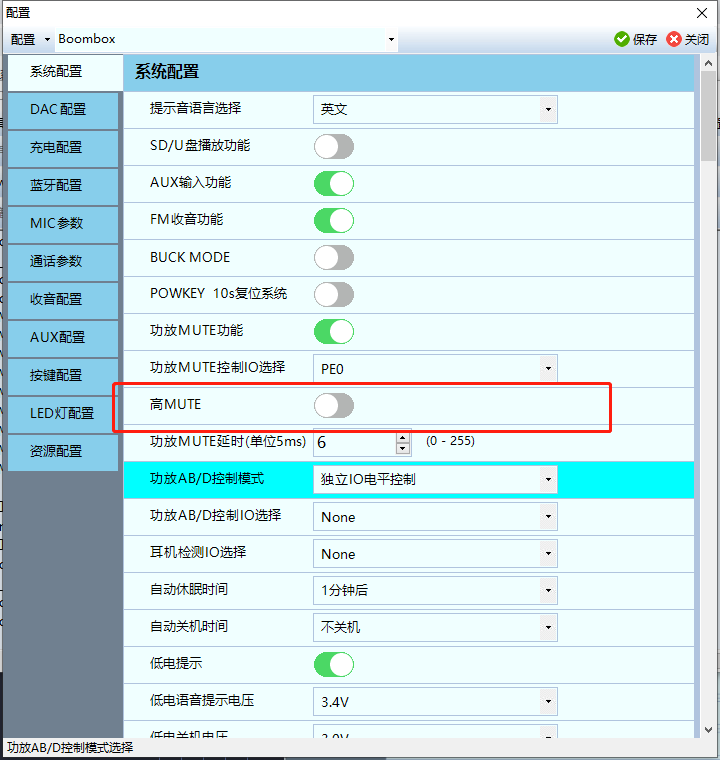 配置
配置 Boombox 保存 关闭
系统配置
DAC 配置
充电配置
蓝牙配置
MIC 参数
通话参数
收音配置
AUX配置
按键配置
LED灯配置
资源配置
系统配置
提示音语言选择 英文
SD/U盘播放功能
AUX输入功能
FM收音功能
BUCK MODE
POWKEY 10s复位系统
功放MUTE功能
功放MUTE控制IO选择 PE0
高MUTE
功放MUTE延时(单位5ms) 6 (0 - 255)
功放AB/D控制模式 独立IO电平控制
功放AB/D控制IO选择 None
耳机检测IO选择 None
自动休眠时间 1分钟后
自动关机时间 不关机
低电提示
低电语音提示电压 3.4V
低电关机电压
功放AB/D控制模式选择